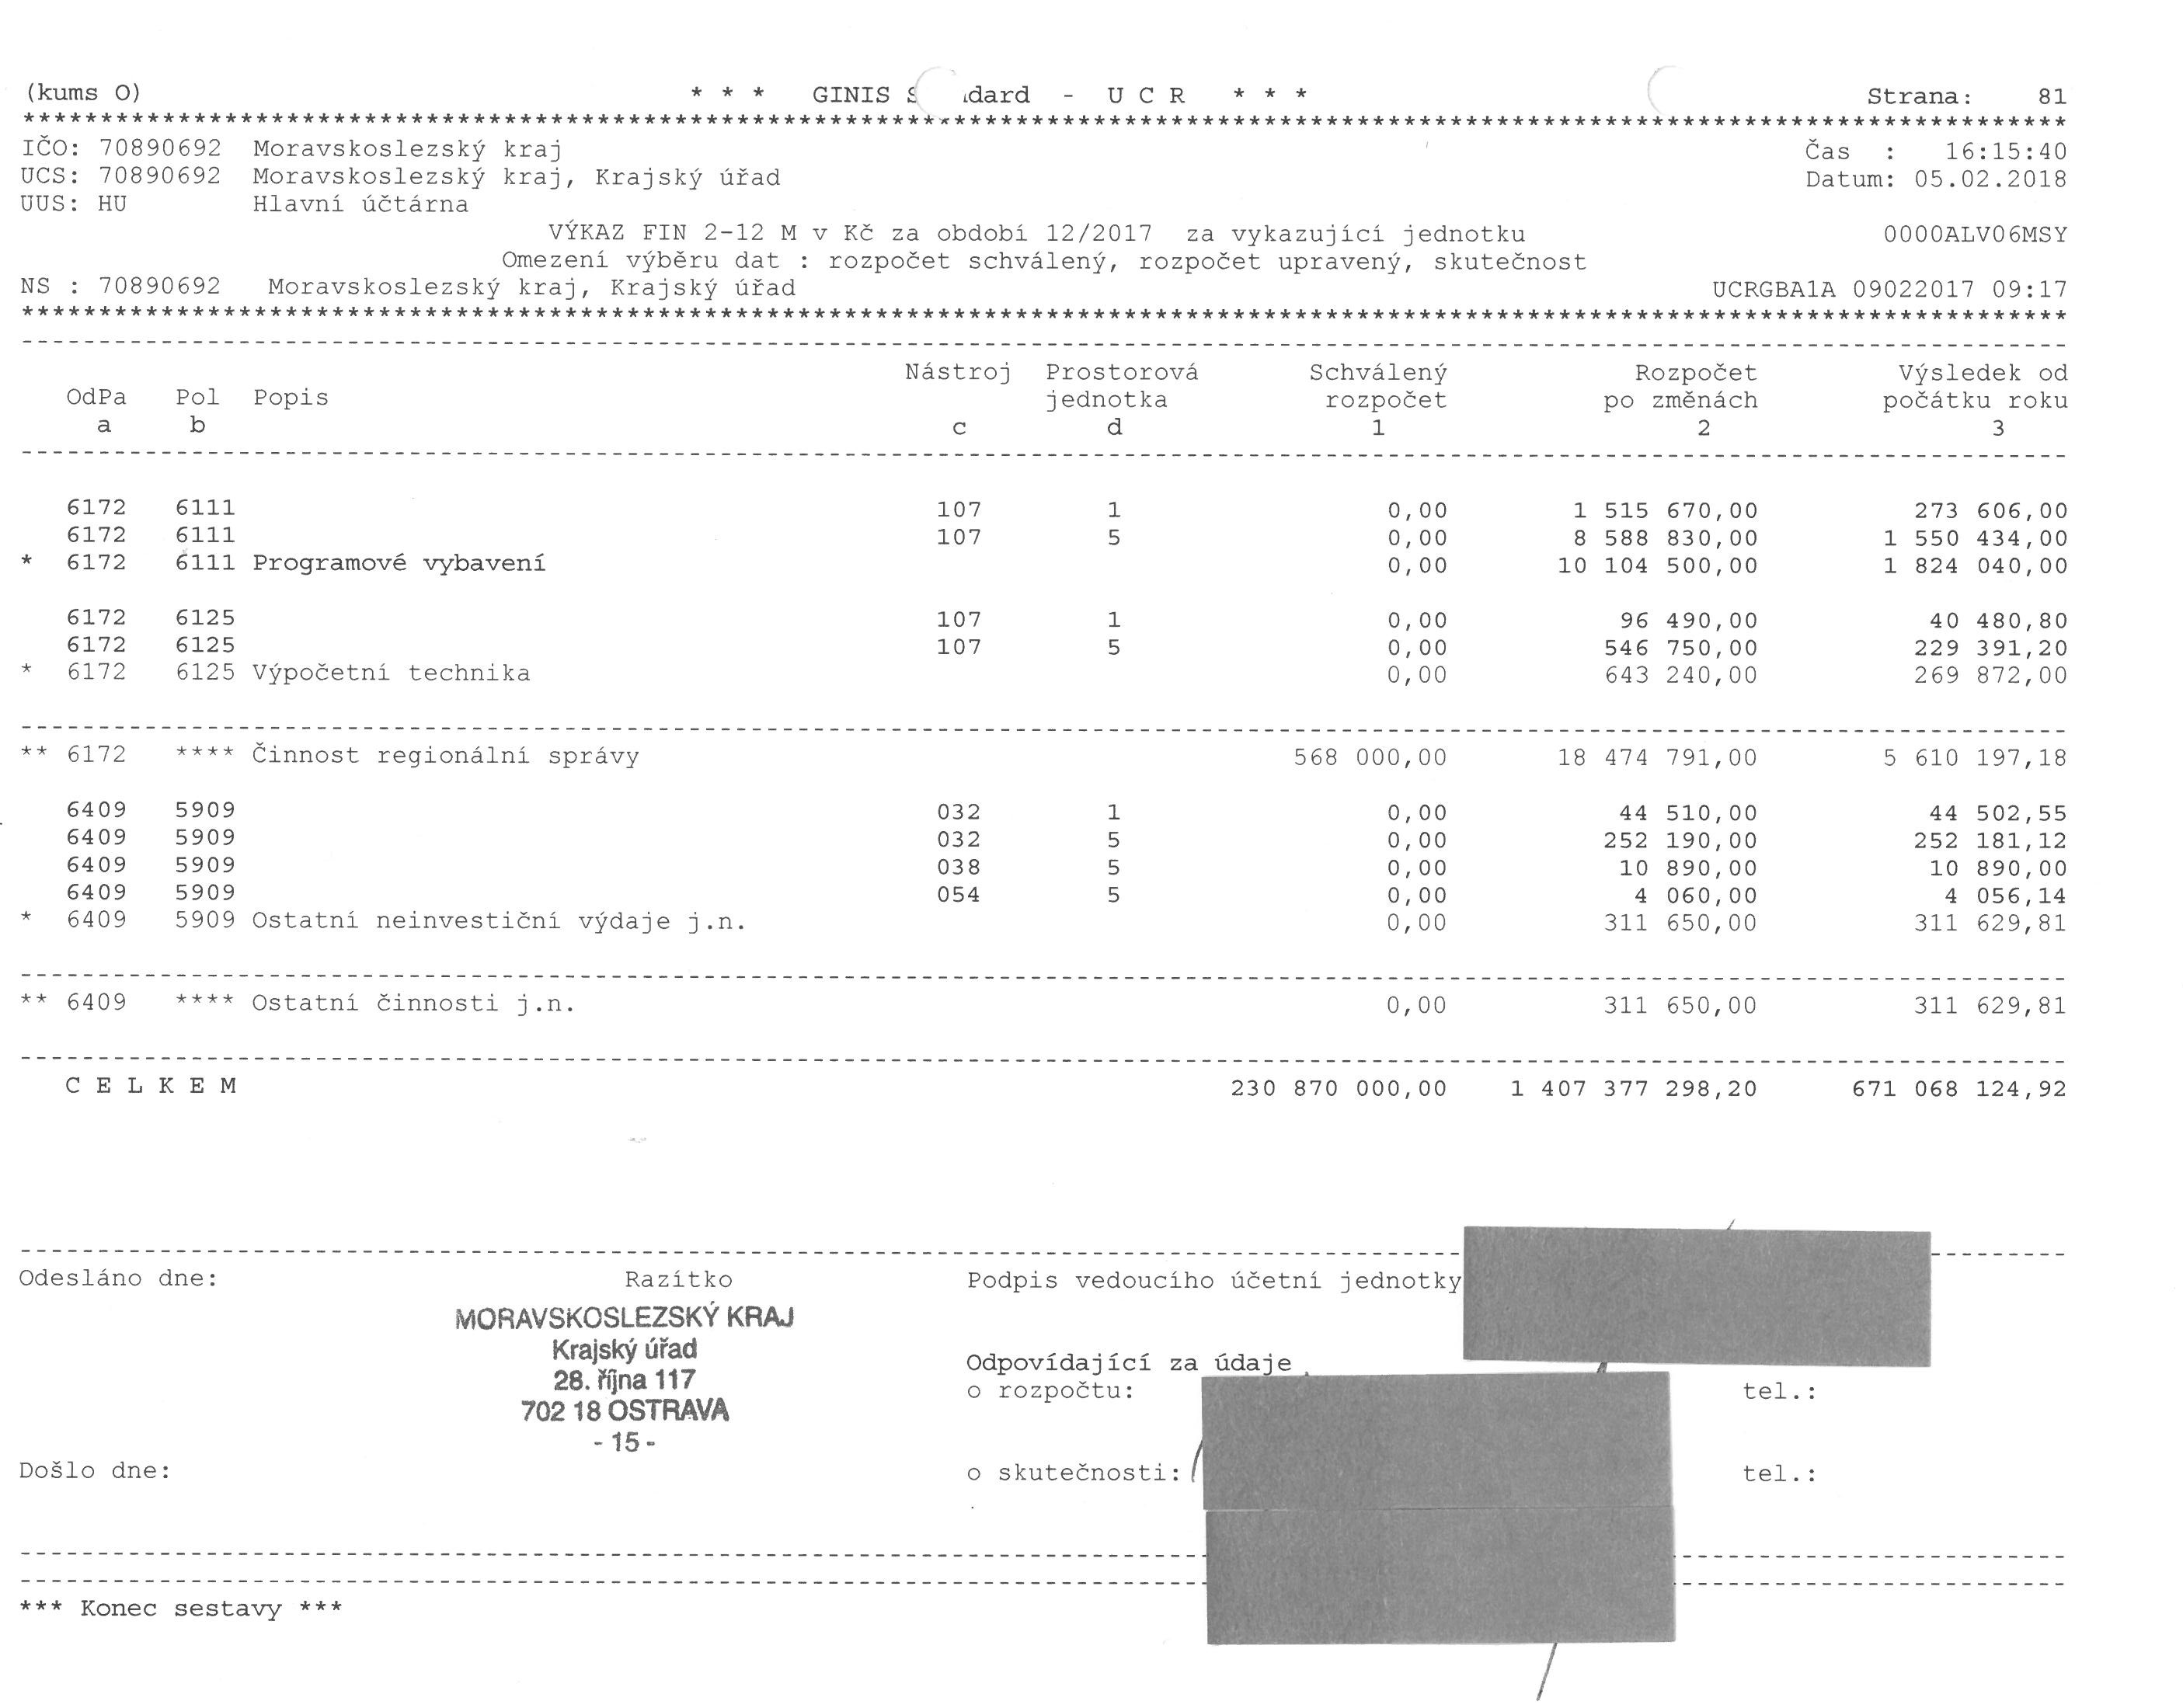 (kums O) * * * GINIS S dard - U C R * * * Strana: 81
***********************************************************************************************************************************
IČO: 70890692 Moravskoslezský kraj Čas : 16:15:40
UCS: 70890692 Moravskoslezský kraj, Krajský úřad Datum: 05.02.2018
UUS: HU Hlavní účtárna
VÝKAZ FIN 2-12 M v Kč za období 12/2017 za vykazující jednotku 0000ALV06MSY
Omezení výběru dat : rozpočet schválený, rozpočet upravený, skutečnost
NS : 70890692 Moravskoslezský kraj, Krajský úřad UCRGBA1A 09022017 09:17
***********************************************************************************************************************************
Nástroj Prostorová Schválený Rozpočet Výsledek od
OdPa Pol Popis jednotka rozpočet po změnách počátku roku
a b c d 1 2 3
6172 6111 107 1 0,00 1 515 670,00 273 606,00
6172 6111 107 5 0,00 8 588 830,00 1 550 434,00
* 6172 6111 Programové vybavení 0,00 10 104 500,00 1 824 040,00
6172 6125 107 1 0,00 96 490,00 40 480,80
6172 6125 107 5 0,00 546 750,00 229 391,20
* 6172 6125 Výpočetní technika 0,00 643 240,00 269 872,00
** 6172 **** Činnost regionální správy 568 000,00 18 474 791,00 5 610 197,18
6409 5909 032 1 0,00 44 510,00 44 502,55
6409 5909 032 5 0,00 252 190,00 252 181,12
6409 5909 038 5 0,00 10 890,00 10 890,00
6409 5909 054 5 0,00 4 060,00 4 056,14
* 6409 5909 Ostatní neinvestiční výdaje j.n. 0,00 311 650,00 311 629,81
** 6409 **** Ostatní činnosti j.n. 0,00 311 650,00 311 629,81
C E L K E M 230 870 000,00 1 407 377 298,20 671 068 124,92
Odesláno dne: Razítko Podpis vedoucího účetní jednotky
MORAVSKOSLEZSKÝ KRAJ
Krajský úřad
28. října 117
702 18 OSTRAVA
- 15 -
Odpovídající za údaje
o rozpočtu: tel.:
Došlo dne: o skutečnosti: tel.:
*** Konec sestavy ***